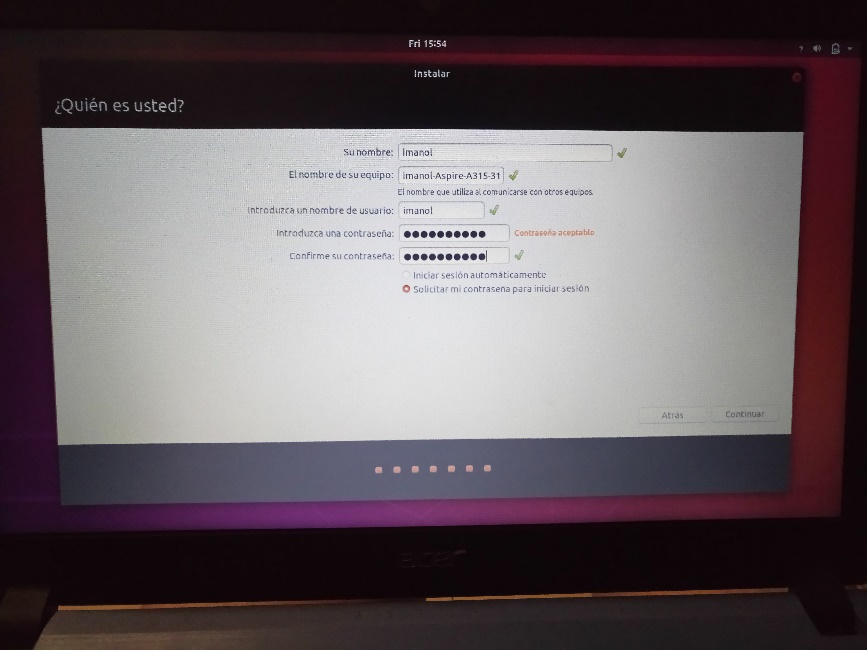 Fri 15:54
?
Instalar
¿Quién es usted?
Su nombre: Imanol
El nombre de su equipo: imanol-Aspire-A315-31
El nombre que utiliza al comunicarse con otros equipos.
Introduzca un nombre de usuario: imanol
Introduzca una contraseña: ●●●●●●●●●● Contraseña aceptable
Confirme su contraseña: ●●●●●●●●●●
Iniciar sesión automáticamente
Solicitar mi contraseña para iniciar sesión
Atrás Continuar
acer